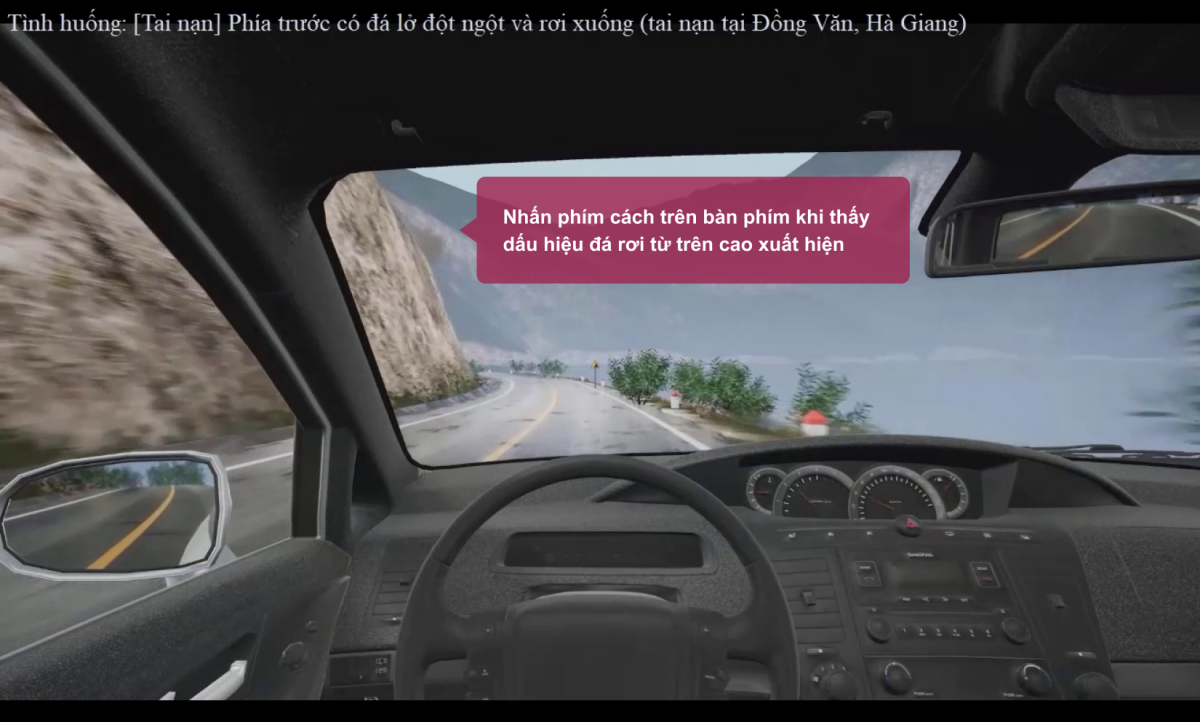 Tình huống: [Tai nạn] Phía trước có đá lở đột ngột và rơi xuống (tai nạn tại Đồng Văn, Hà Giang)
Nhấn phím cách trên bàn phím khi thấy
dấu hiệu đá rơi từ trên cao xuất hiện